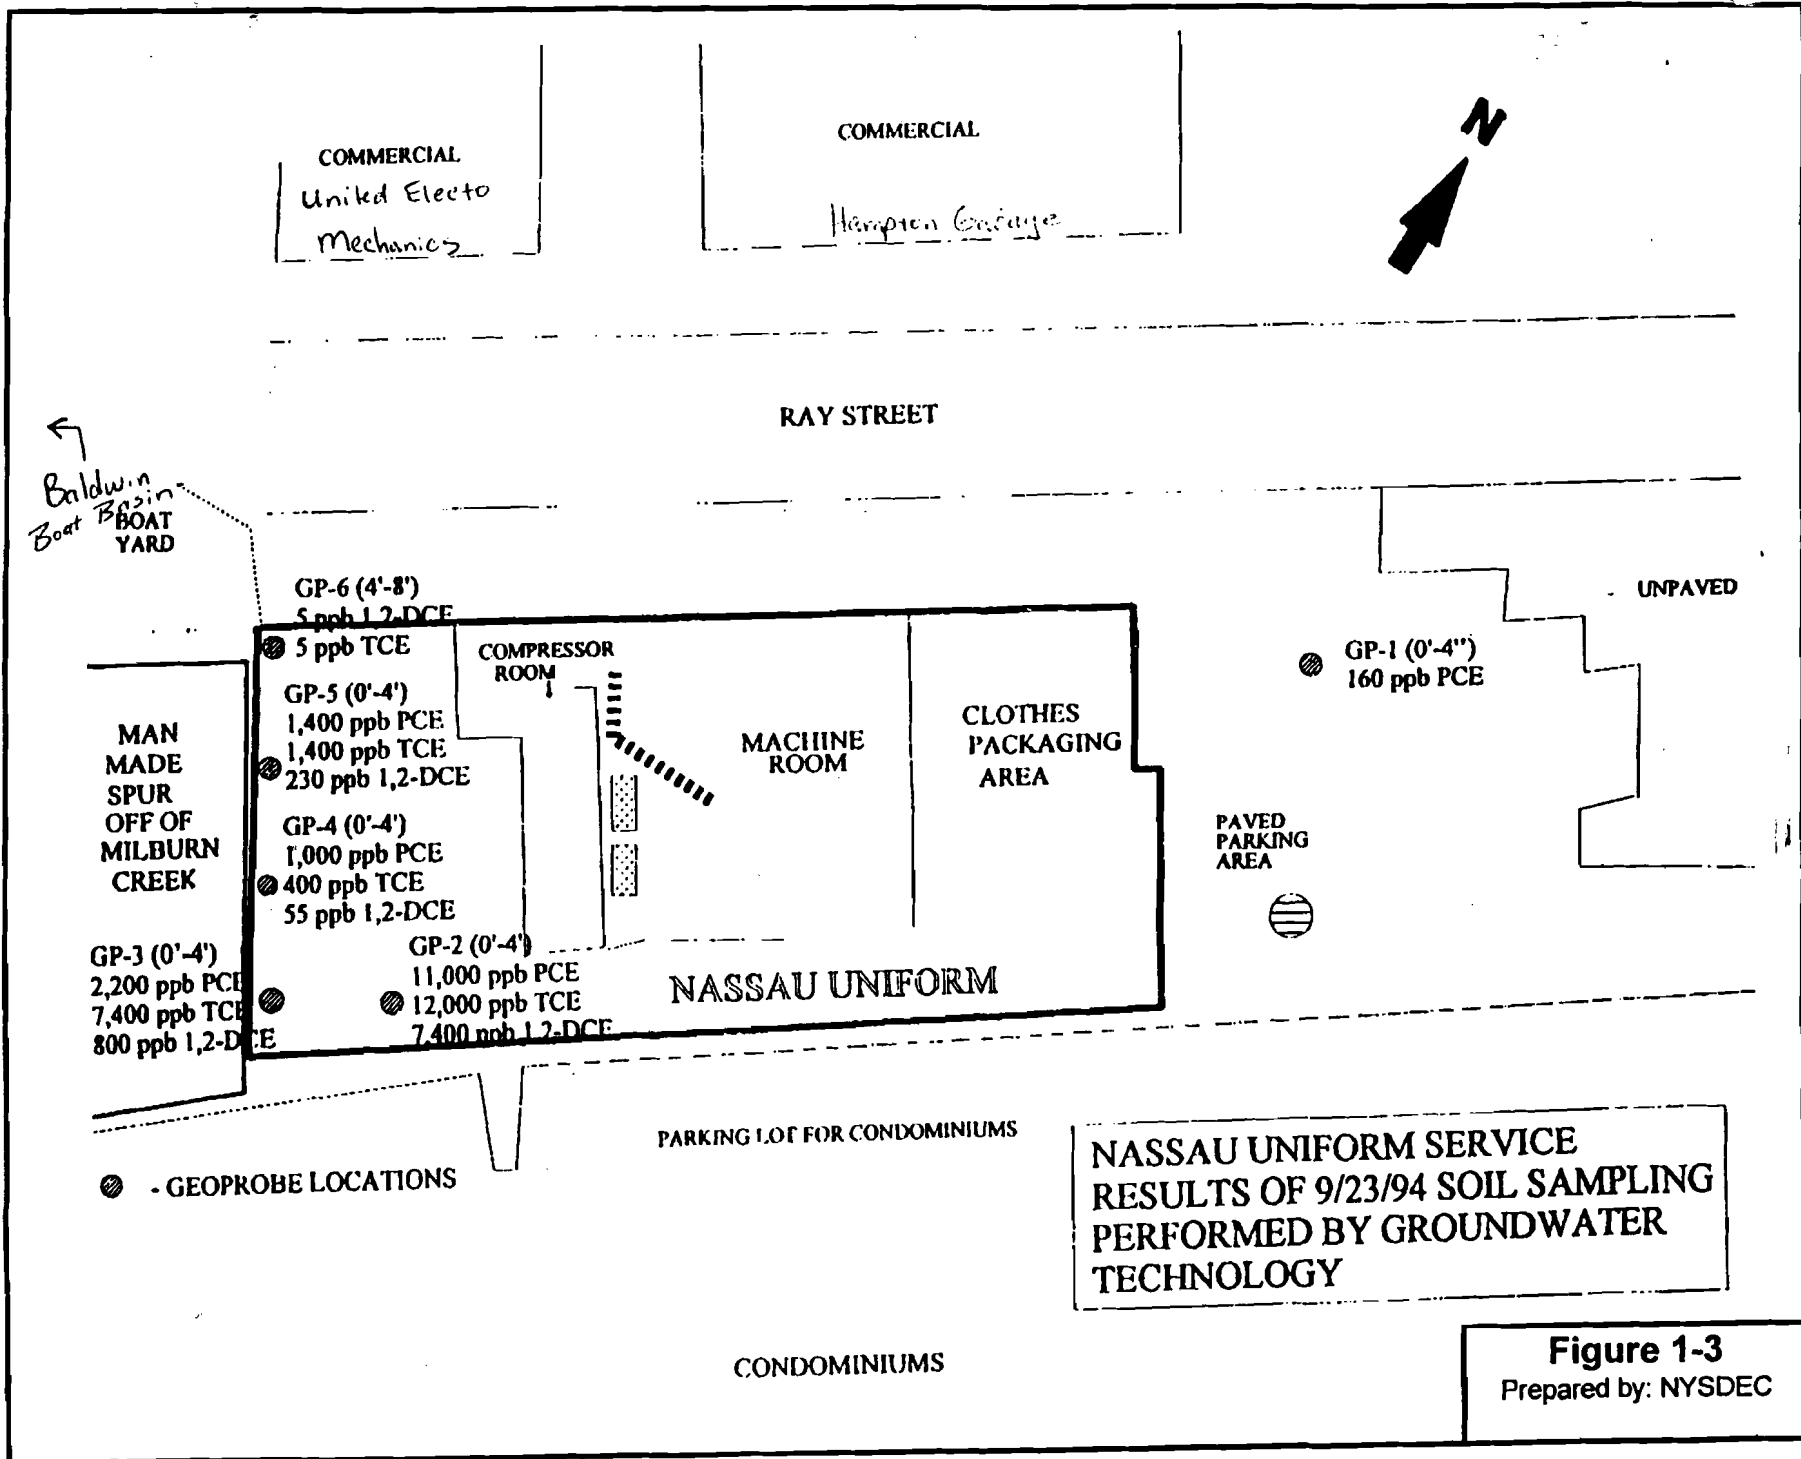 COMMERCIAL
United Electo
Mechanics
COMMERCIAL
Hampton Garage
N
RAY STREET
Baldwin
Boat Basin
BOAT
YARD
UNPAVED
GP-6 (4'-8')
5 ppb 1,2-DCE
5 ppb TCE
GP-5 (0'-4')
1,400 ppb PCE
1,400 ppb TCE
230 ppb 1,2-DCE
GP-4 (0'-4')
1,000 ppb PCE
400 ppb TCE
55 ppb 1,2-DCE
COMPRESSOR
ROOM
MACHINE
ROOM
CLOTHES
PACKAGING
AREA
GP-1 (0'-4")
160 ppb PCE
PAVED
PARKING
AREA
MAN
MADE
SPUR
OFF OF
MILBURN
CREEK
GP-3 (0'-4')
2,200 ppb PCE
7,400 ppb TCE
800 ppb 1,2-DCE
GP-2 (0'-4')
11,000 ppb PCE
12,000 ppb TCE
7,400 ppb 1,2-DCE
NASSAU UNIFORM
PARKING LOT FOR CONDOMINIUMS
- GEOPROBE LOCATIONS
NASSAU UNIFORM SERVICE
RESULTS OF 9/23/94 SOIL SAMPLING
PERFORMED BY GROUNDWATER
TECHNOLOGY
CONDOMINIUMS
Figure 1-3
Prepared by: NYSDEC